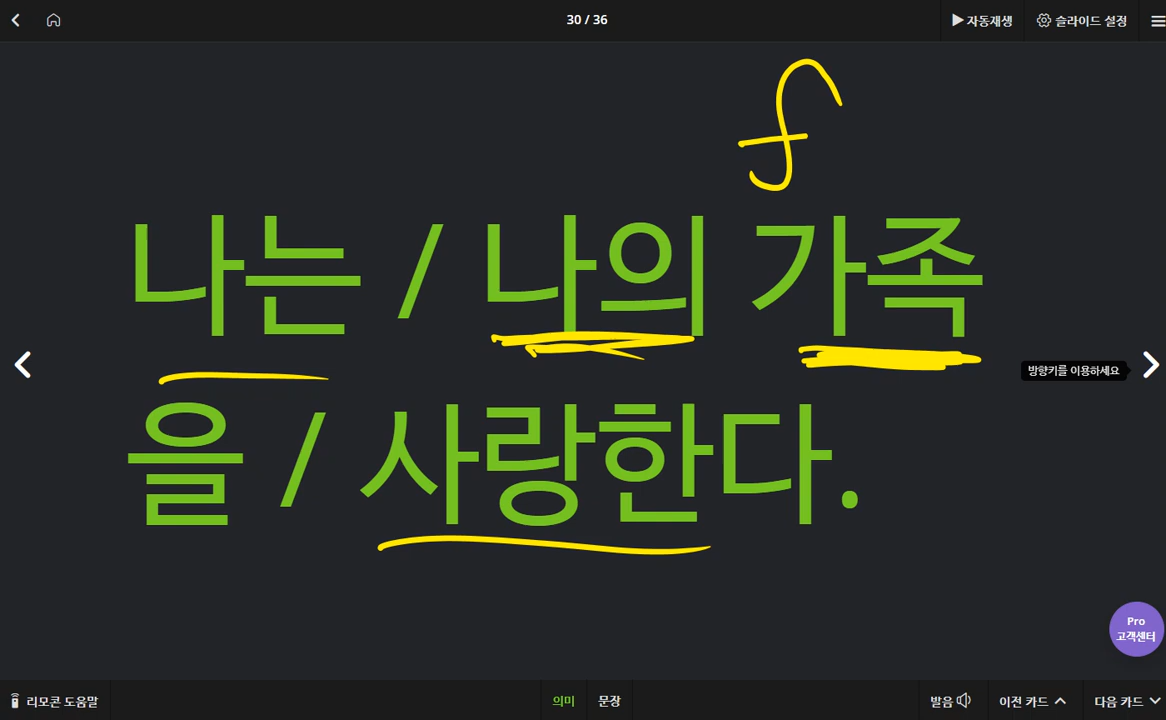 30 / 36
자동재생
슬라이드 설정
f
나는 / 나의 가족
방향키를 이용하세요
을 / 사랑한다.
Pro
고객센터
리모콘 도움말
의미
문장
발음
이전 카드
다음 카드